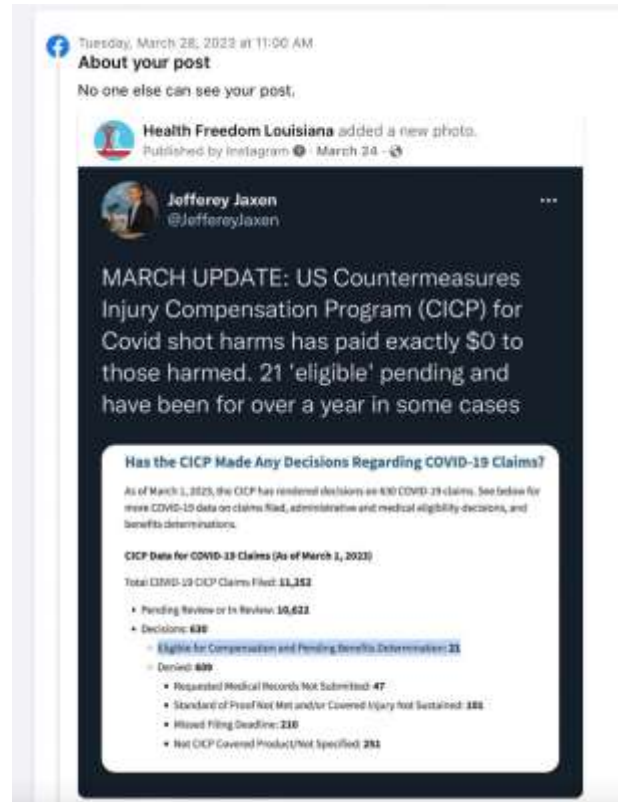 Tuesday, March 28, 2023 at 11:00 AM
About your post
No one else can see your post.
Health Freedom Louisiana added a new photo.
Published by Instagram · March 24 ·
Jefferey Jaxen
@JeffereyJaxen
MARCH UPDATE: US Countermeasures
Injury Compensation Program (CICP) for
Covid shot harms has paid exactly $0 to
those harmed. 21 'eligible' pending and
have been for over a year in some cases
Has the CICP Made Any Decisions Regarding COVID-19 Claims?
As of March 1, 2023, the CICP has rendered decisions on 630 COVID-19 claims. See below for
more COVID-19 data on claims filed, administrative and medical eligibility decisions, and
benefits determinations.
CICP Data for COVID-19 Claims (As of March 1, 2023)
Total COVID-19 CICP Claims Filed: 11,252
Pending Review or In Review: 10,622
Decisions: 630
Eligible for Compensation and Pending Benefits Determination: 21
Denied: 609
Requested Medical Records Not Submitted: 47
Standard of Proof Not Met and/or Covered Injury Not Sustained: 101
Missed Filing Deadline: 210
Not CICP Covered Product/Not Specified: 251